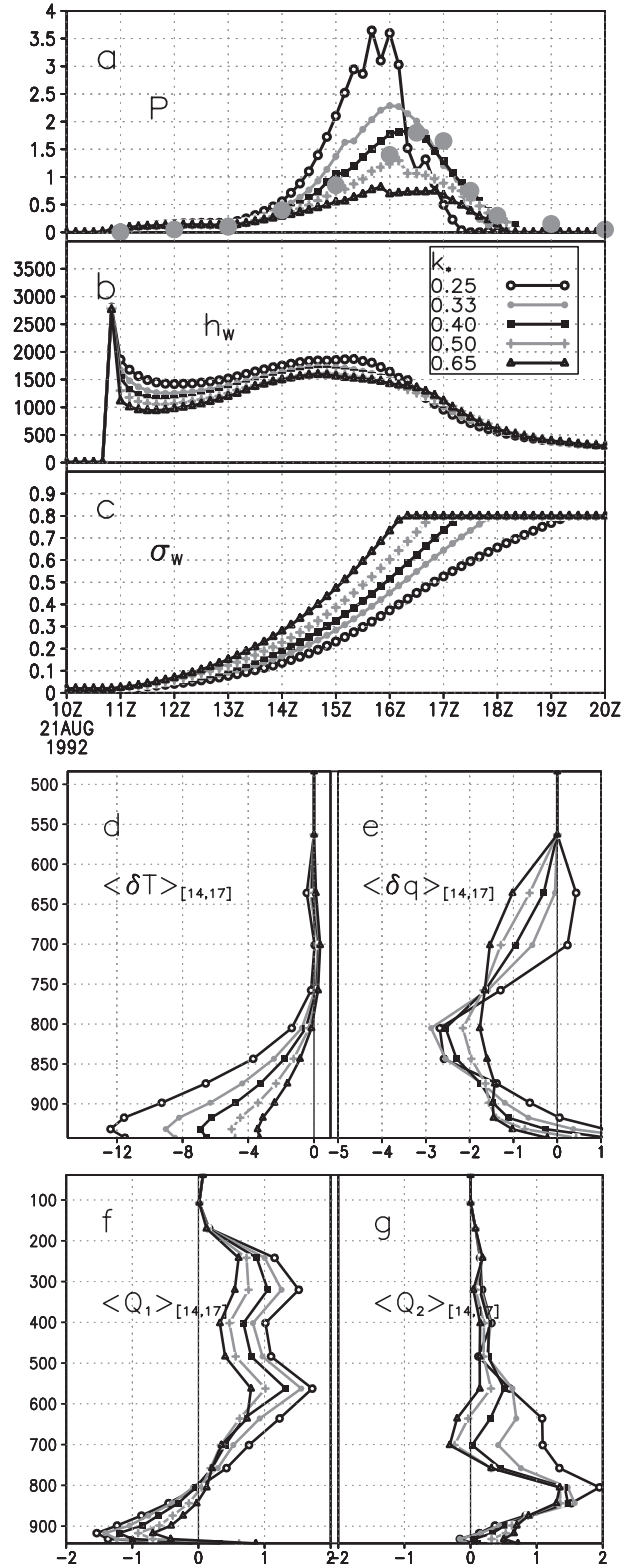 4
3.5
3
2.5
2
1.5
1
0.5
0
a
P
3500
3000
2500
2000
1500
1000
500
0
b
h_w
k_*
0.25
0.33
0.40
0.50
0.65
0.9
0.8
0.7
0.6
0.5
0.4
0.3
0.2
0.1
0
c
σ_w
10Z 11Z 12Z 13Z 14Z 15Z 16Z 17Z 18Z 19Z 20Z
21AUG
1992
500
550
600
650
700
750
800
850
900
d
<δT>[14,17]
e
<δq>[14,17]
-12 -8 -4 0 -5 -4 -3 -2 -1 0 1
100
200
300
400
500
600
700
800
900
f
<Q1>[14,17]
g
<Q2>[14,17]
-2 -1 0 1 2 -2 -1 0 1 2